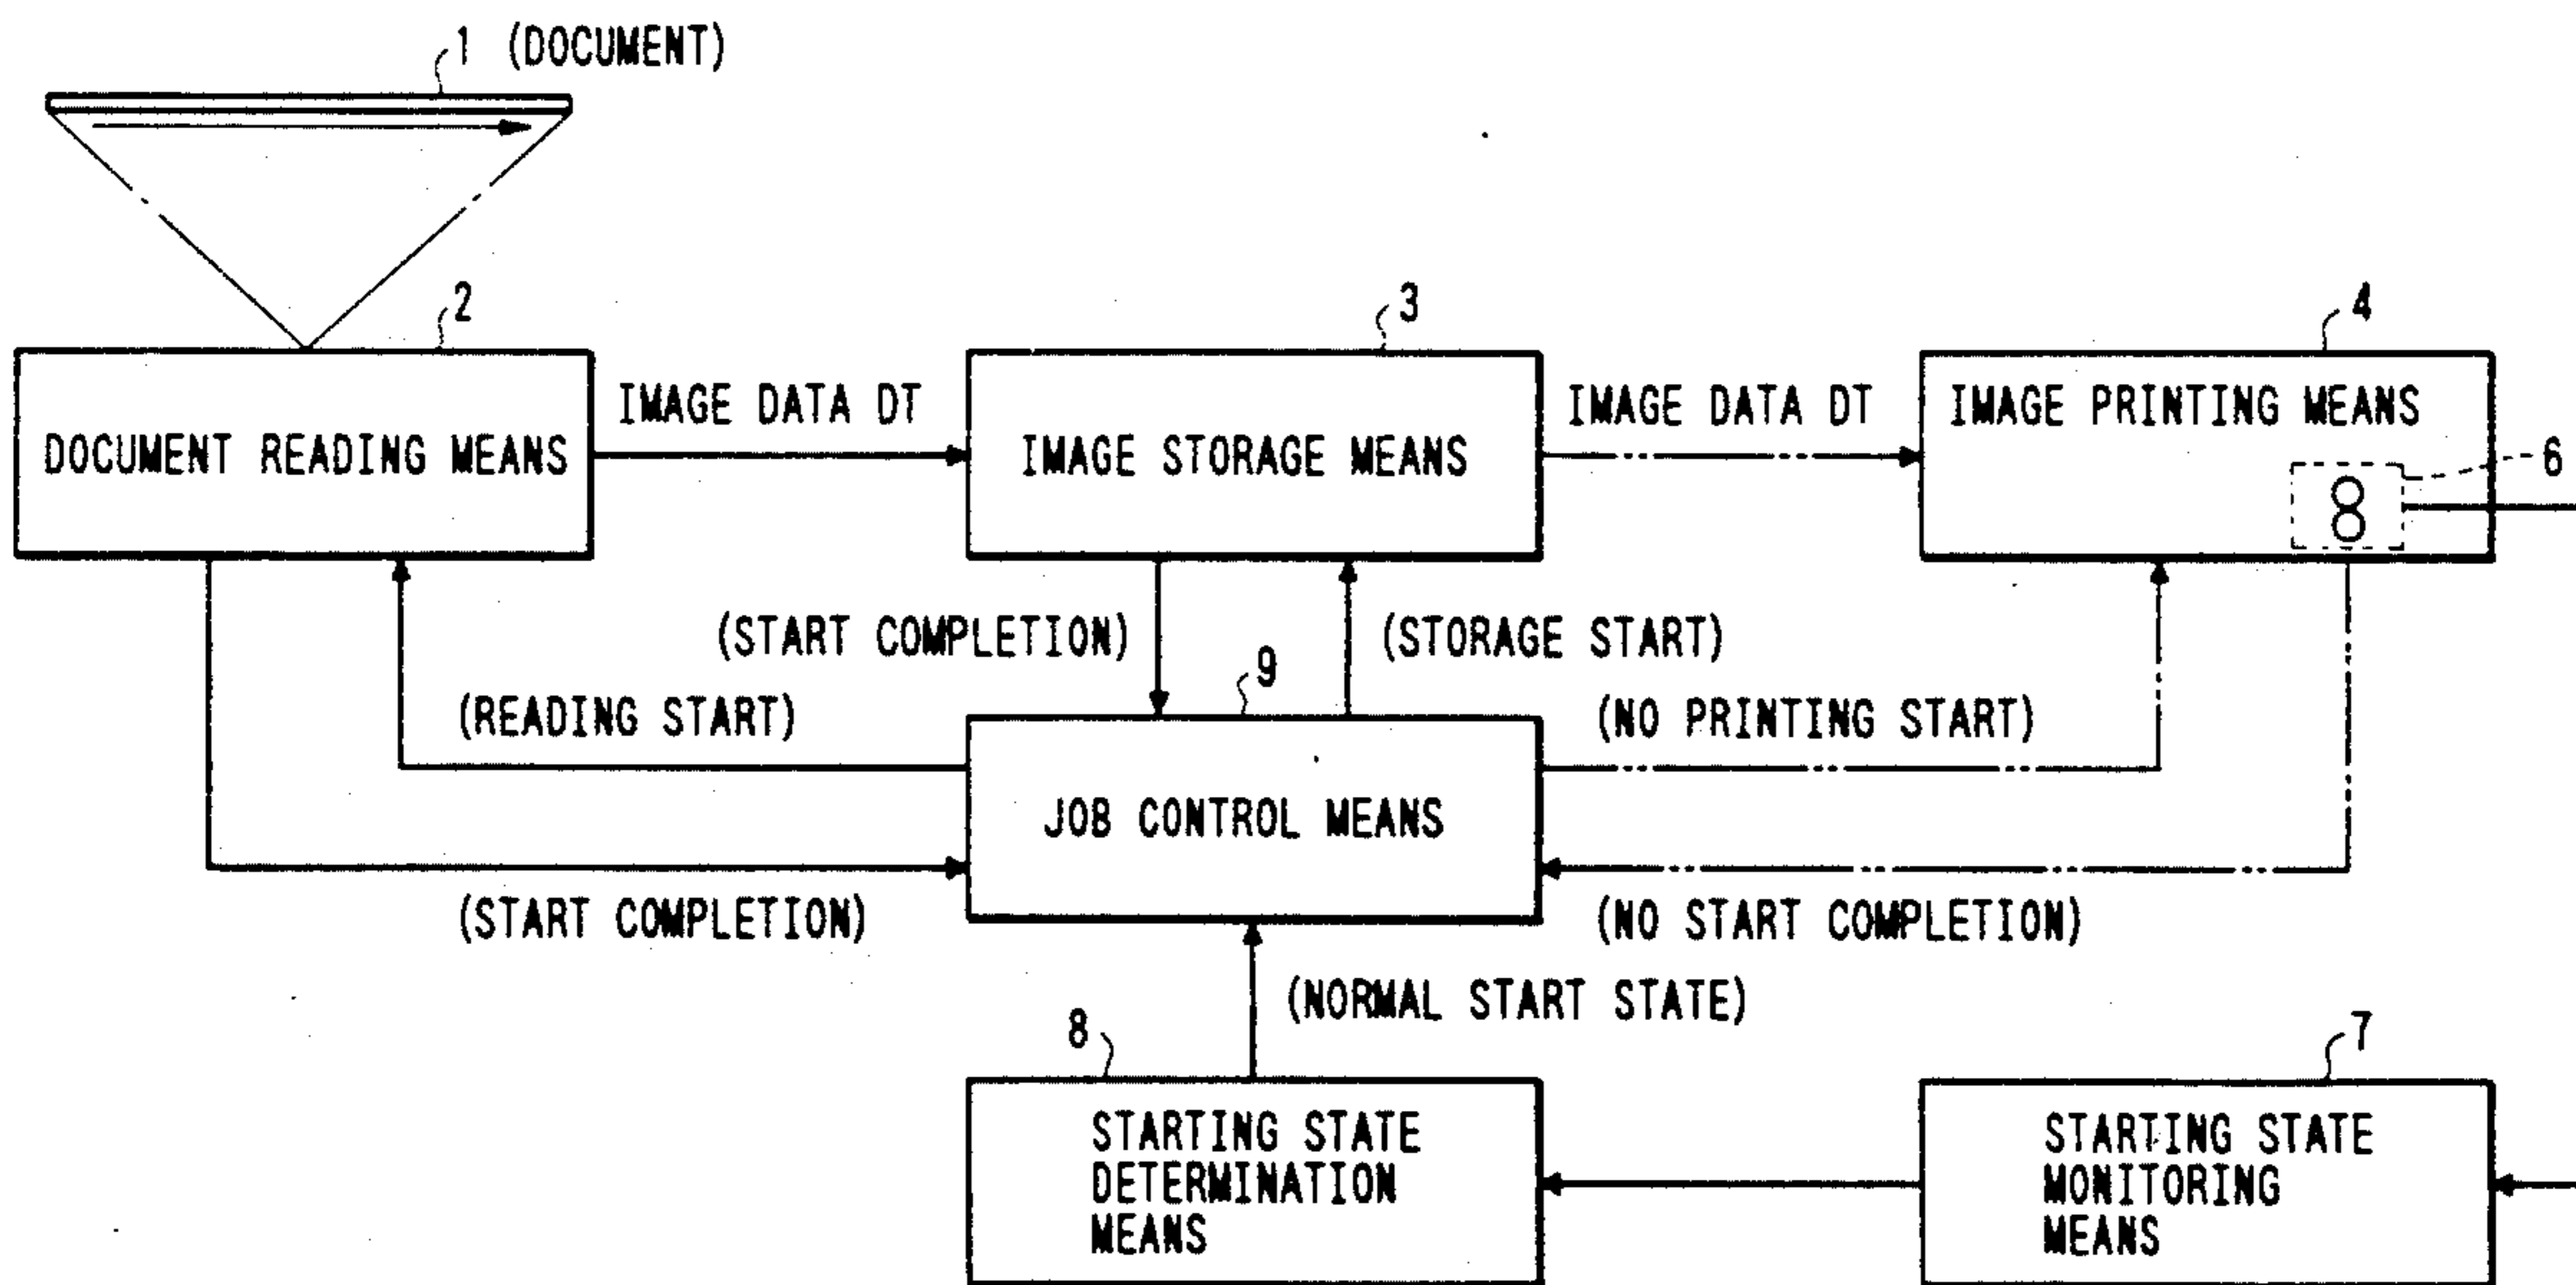 1 (DOCUMENT)
2
3
4
DOCUMENT READING MEANS
IMAGE DATA DT
IMAGE STORAGE MEANS
IMAGE DATA DT
IMAGE PRINTING MEANS
6
(START COMPLETION)
(STORAGE START)
9
(READING START)
(NO PRINTING START)
JOB CONTROL MEANS
(START COMPLETION)
(NO START COMPLETION)
(NORMAL START STATE)
8
7
STARTING STATE
DETERMINATION
MEANS
STARTING STATE
MONITORING
MEANS